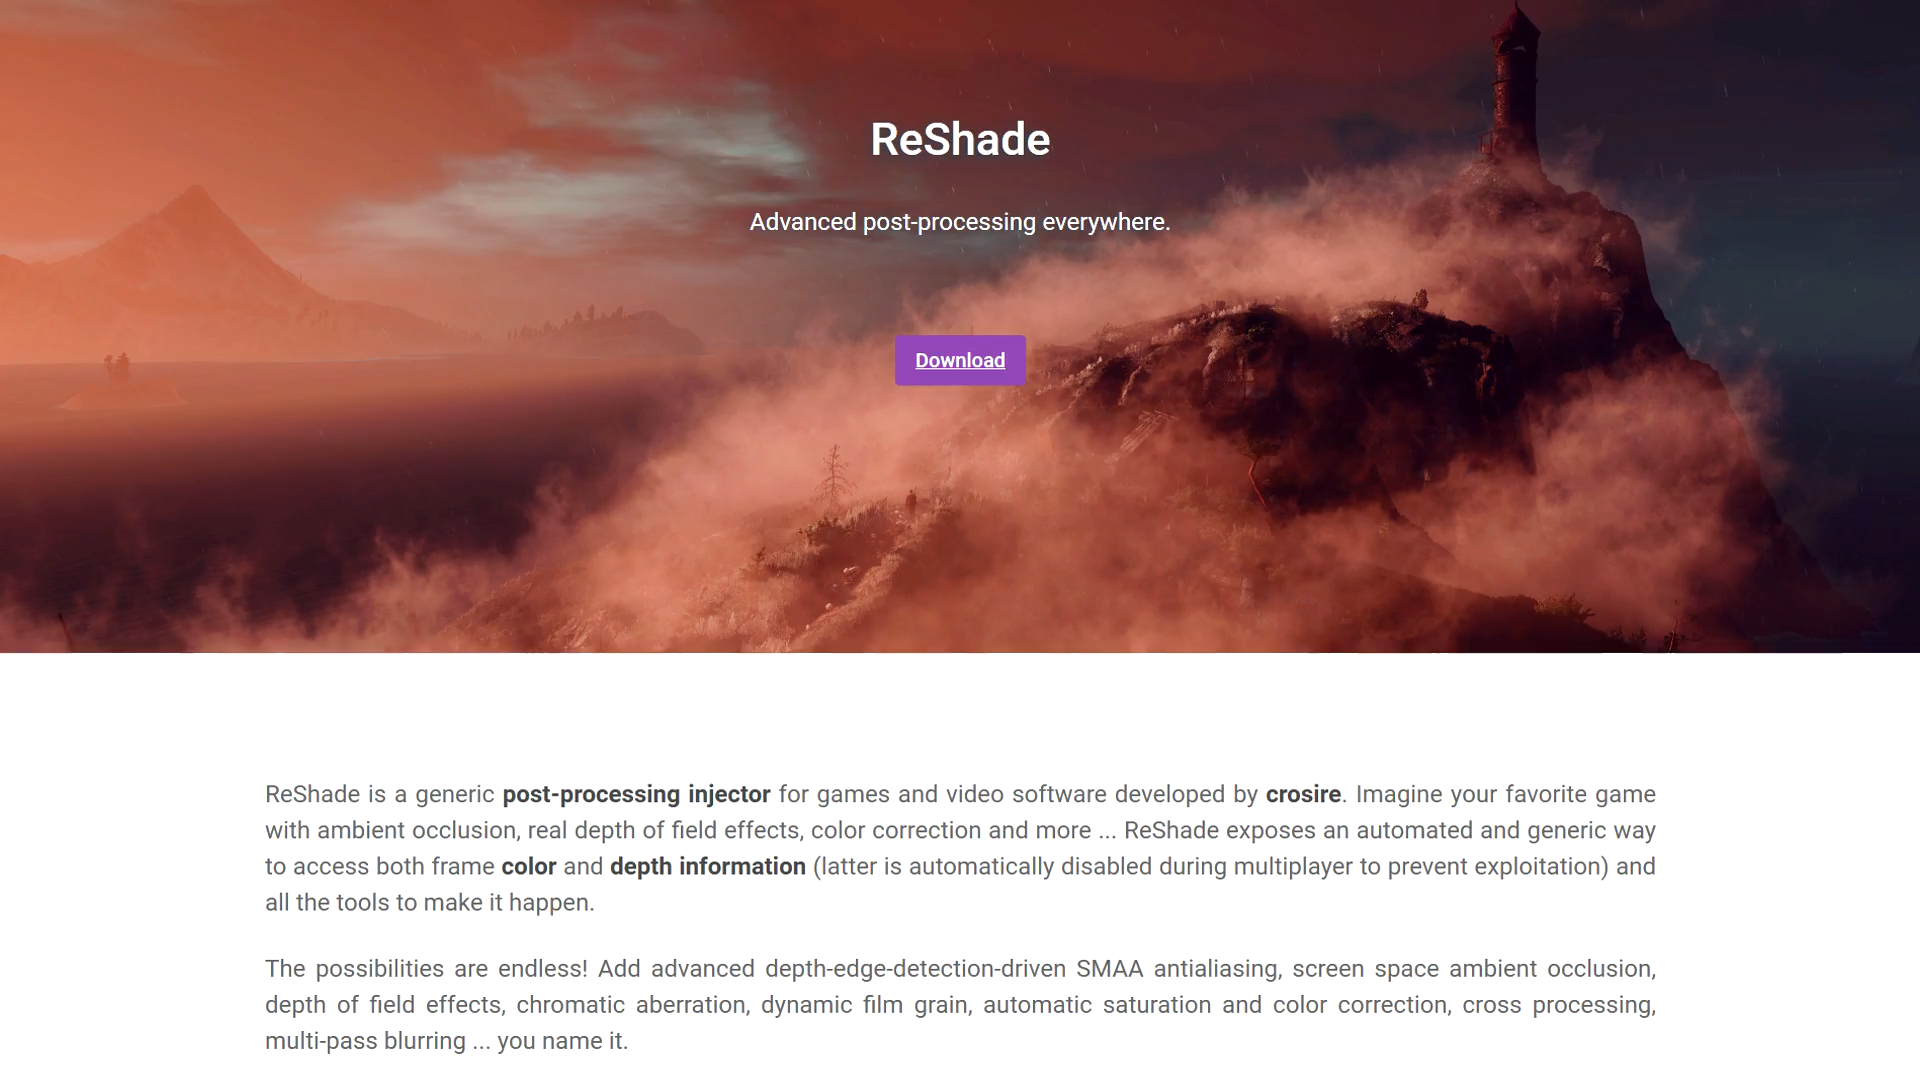 ReShade
Advanced post-processing everywhere.
Download
ReShade is a generic post-processing injector for games and video software developed by crosire. Imagine your favorite game
with ambient occlusion, real depth of field effects, color correction and more ... ReShade exposes an automated and generic way
to access both frame color and depth information (latter is automatically disabled during multiplayer to prevent exploitation) and
all the tools to make it happen.
The possibilities are endless! Add advanced depth-edge-detection-driven SMAA antialiasing, screen space ambient occlusion,
depth of field effects, chromatic aberration, dynamic film grain, automatic saturation and color correction, cross processing,
multi-pass blurring ... you name it.